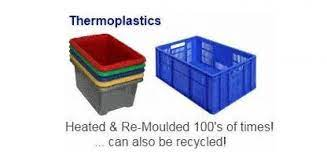 Thermoplastics
Heated & Re-Moulded 100's of times!
... can also be recycled!